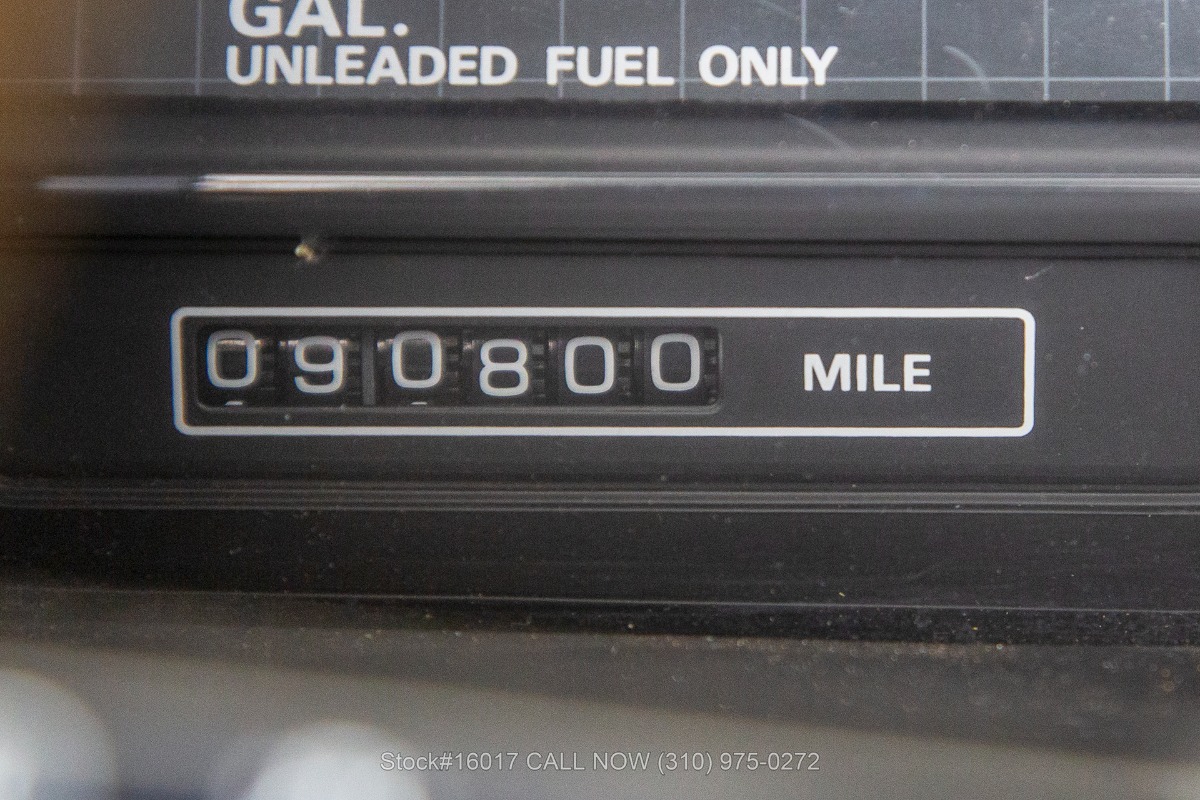 GAL.
UNLEADED FUEL ONLY
090800 MILE
Stock#16017 CALL NOW (310) 975-0272